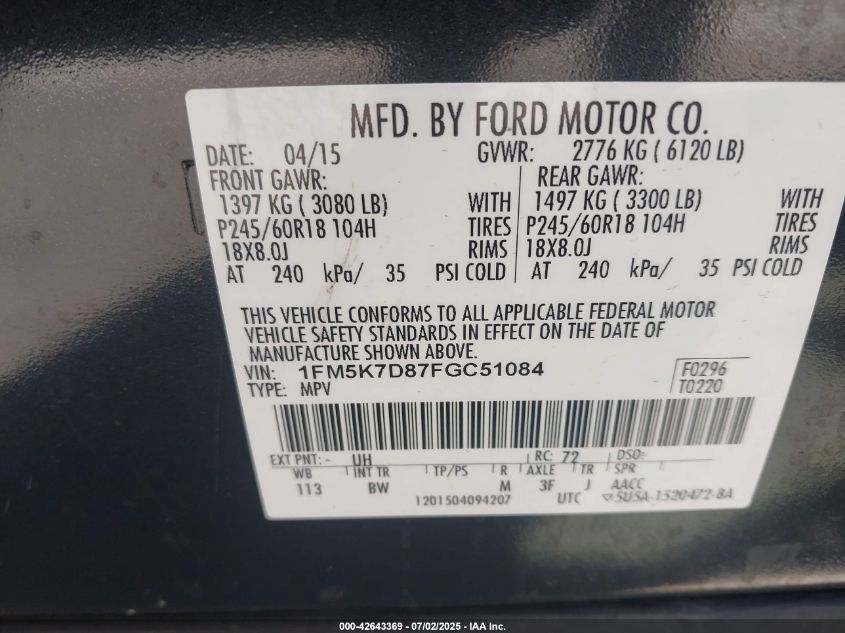 MFD. BY FORD MOTOR CO.
DATE: 04/15 GVWR: 2776 KG ( 6120 LB)
FRONT GAWR: REAR GAWR:
1397 KG ( 3080 LB) WITH 1497 KG ( 3300 LB) WITH
P245/60R18 104H TIRES P245/60R18 104H TIRES
18X8.0J RIMS 18X8.0J RIMS
AT 240 kPa/ 35 PSI COLD AT 240 kPa/ 35 PSI COLD
THIS VEHICLE CONFORMS TO ALL APPLICABLE FEDERAL MOTOR
VEHICLE SAFETY STANDARDS IN EFFECT ON THE DATE OF
MANUFACTURE SHOWN ABOVE.
VIN: 1FM5K7D87FGC51084 F0296
TYPE: MPV T0220
EXT PNT: - UH RC: 72 DSO:
WB INT TR TP/PS R AXLE TR SPR
113 BW M 3F J AACC
1201504094207 UTC 5U5A-1520472-BA
000-42643369 | 07/02/2025 | IAA Inc.